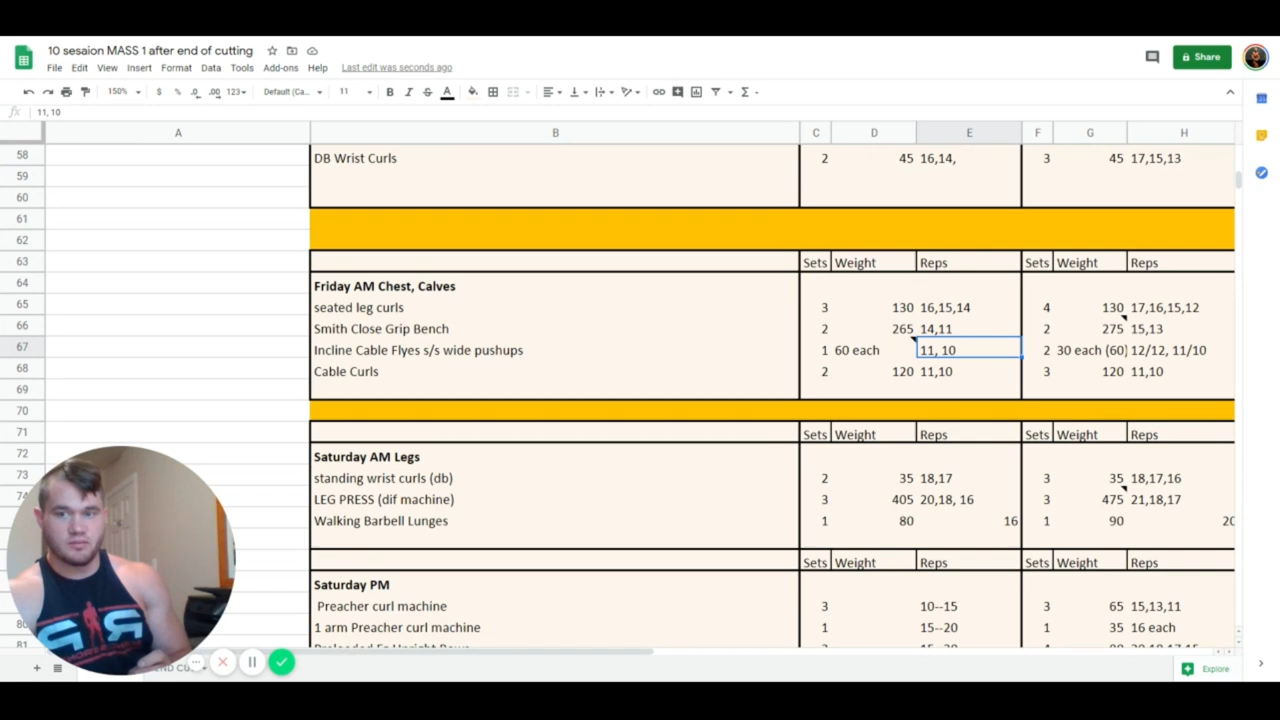 10 sesaion MASS 1 after end of cutting
File Edit View Insert Format Data Tools Add-ons Help Last edit was seconds ago
Share
150% $ % .0 .00 123 Default (Ca... 11 B I S A
fx 11, 10
A B C D E F G H
58 DB Wrist Curls 2 45 16,14, 3 45 17,15,13
59
60
61
62
63 Sets Weight Reps Sets Weight Reps
64 Friday AM Chest, Calves
65 seated leg curls 3 130 16,15,14 4 130 17,16,15,12
66 Smith Close Grip Bench 2 265 14,11 2 275 15,13
67 Incline Cable Flyes s/s wide pushups 1 60 each 11, 10 2 30 each (60) 12/12, 11/10
68 Cable Curls 2 120 11,10 3 120 11,10
69
70
71 Sets Weight Reps Sets Weight Reps
72 Saturday AM Legs
73 standing wrist curls (db) 2 35 18,17 3 35 18,17,16
74 LEG PRESS (dif machine) 3 405 20,18, 16 3 475 21,18,17
Walking Barbell Lunges 1 80 16 1 90 20
Sets Weight Reps Sets Weight Reps
Saturday PM
Preacher curl machine 3 10--15 3 65 15,13,11
80 1 arm Preacher curl machine 1 15--20 1 35 16 each
81
Explore